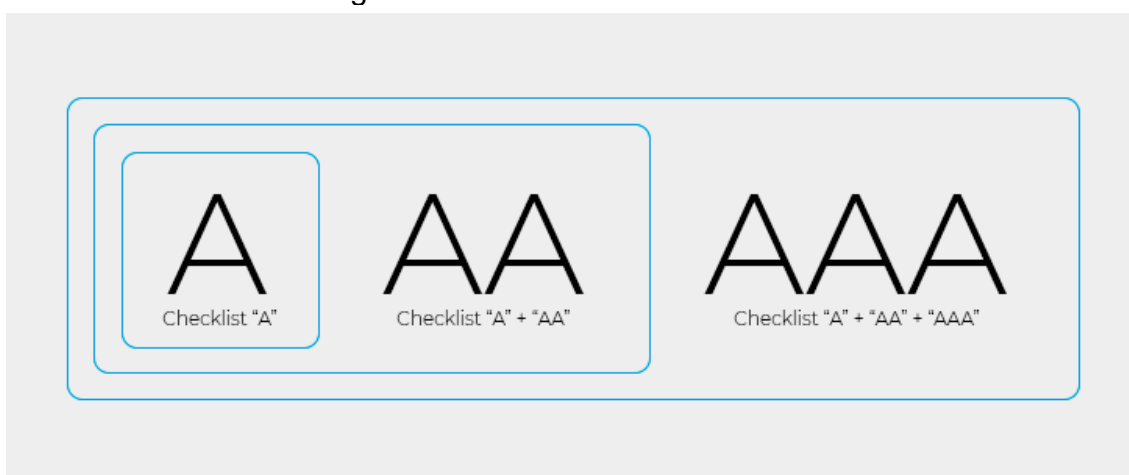 A
Checklist “A”
AA
Checklist “A” + “AA”
AAA
Checklist “A” + “AA” + “AAA”